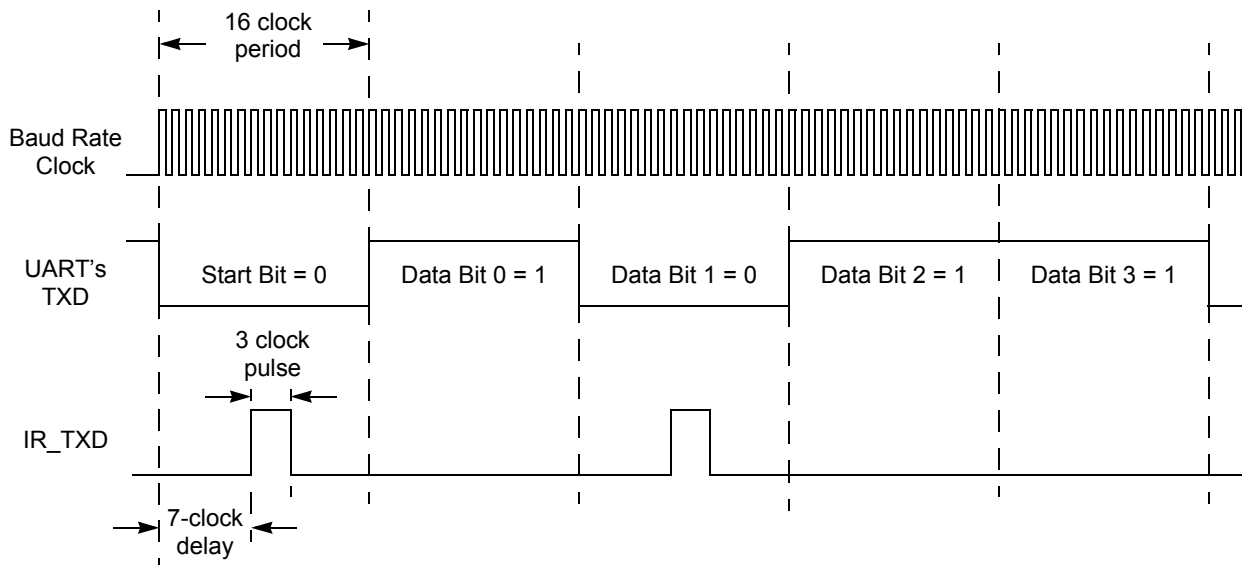 16 clock
period
Baud Rate
Clock
UART's
TXD
Start Bit = 0
Data Bit 0 = 1
Data Bit 1 = 0
Data Bit 2 = 1
Data Bit 3 = 1
3 clock
pulse
IR_TXD
7-clock
delay